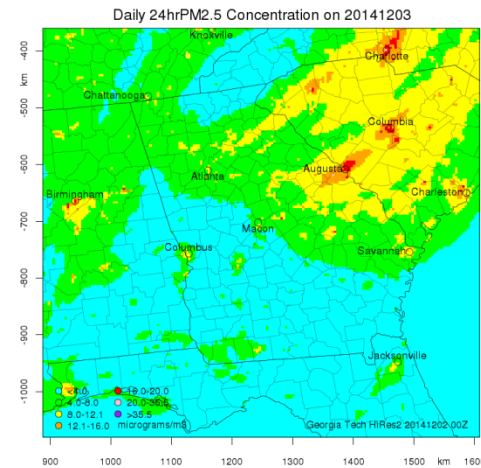 Daily 24hrPM2.5 Concentration on 20141203
Knoxville
-400
Charlotte
km
Chattanooga
-500
Columbia
-600
Atlanta
Augusta
Birmingham
Charleston
-700
Macon
Columbus
Savannah
-800
-900
Jacksonville
-1000
<4.0
16.0-20.0
4.0-8.0
20.0-35.5
8.0-12.1
>35.5
12.1-16.0
micrograms/m3
Georgia Tech HiRes2 20141202 00Z
900 1000 1100 1200 1300 1400 1500 km 1600